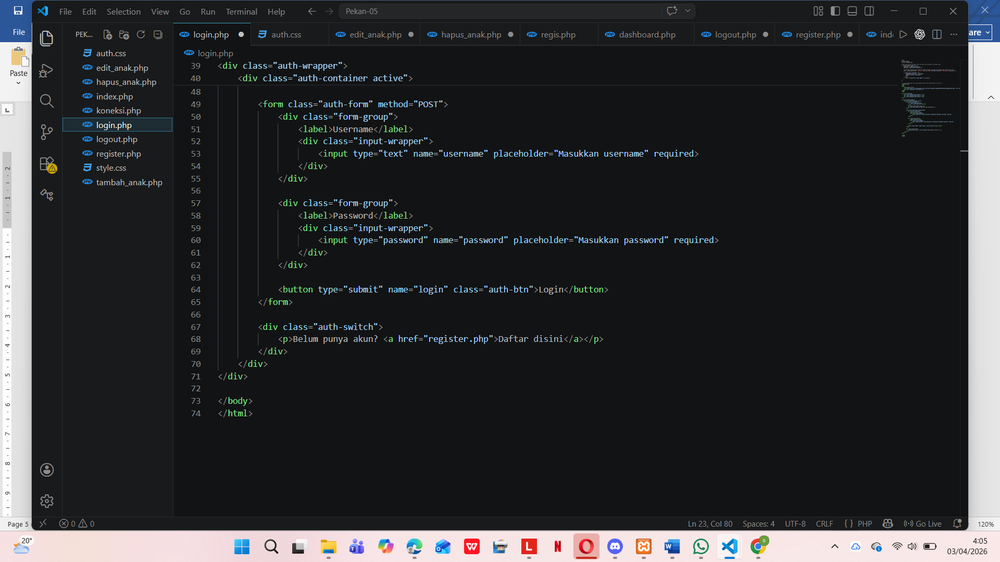 File Edit Selection View Go Run Terminal Help
Pekan-05
File
Paste
are
PEK...
auth.css
edit_anak.php
hapus_anak.php
index.php
koneksi.php
login.php
logout.php
register.php
style.css
tambah_anak.php
login.php auth.css edit_anak.php hapus_anak.php regis.php dashboard.php logout.php register.php ind
login.php
39 <div class="auth-wrapper">
40 <div class="auth-container active">
48
49 <form class="auth-form" method="POST">
50 <div class="form-group">
51 <label>Username</label>
52 <div class="input-wrapper">
53 <input type="text" name="username" placeholder="Masukkan username" required>
54 </div>
55 </div>
56
57 <div class="form-group">
58 <label>Password</label>
59 <div class="input-wrapper">
60 <input type="password" name="password" placeholder="Masukkan password" required>
61 </div>
62 </div>
63
64 <button type="submit" name="login" class="auth-btn">Login</button>
65 </form>
66
67 <div class="auth-switch">
68 <p>Belum punya akun? <a href="register.php">Daftar disini</a></p>
69 </div>
70 </div>
71 </div>
72
73 </body>
74 </html>
Page 5
0 0
Ln 23, Col 80 Spaces: 4 UTF-8 CRLF { } PHP Go Live
120%
20°
4:05
03/04/2026